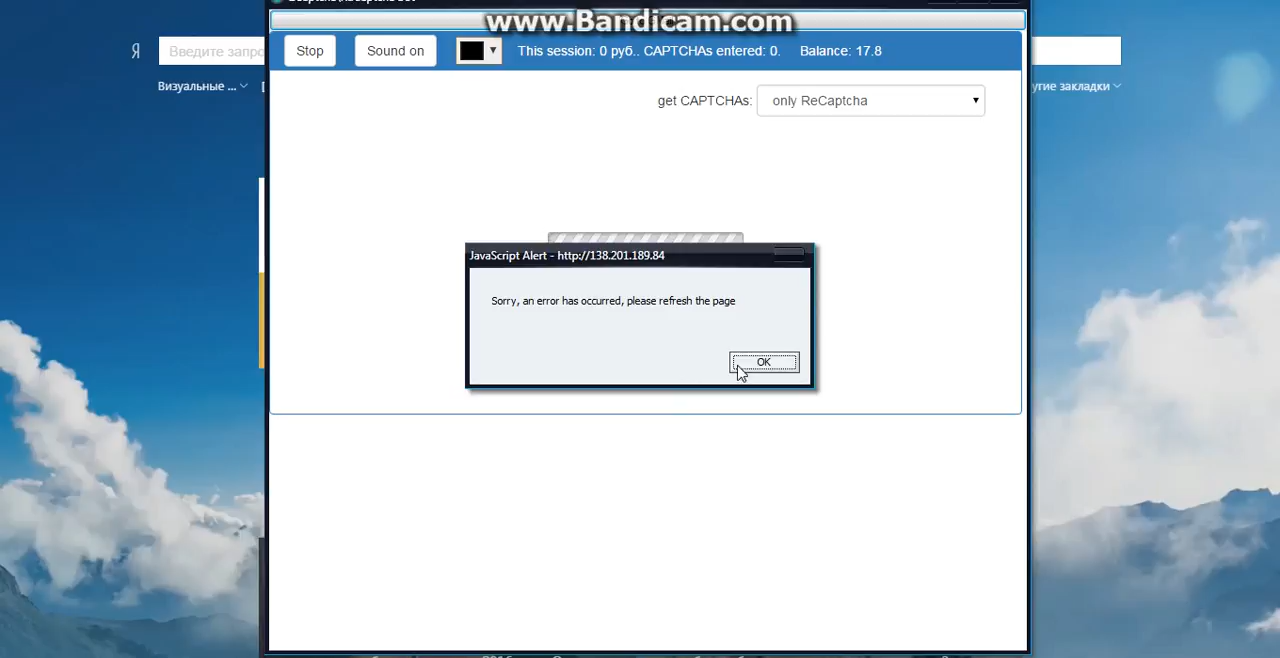 www.Bandicam.com
Я
Введите запро
Stop
Sound on
This session: 0 руб.. CAPTCHAs entered: 0.
Balance: 17.8
Визуальные ...
ругие закладки
get CAPTCHAs:
only ReCaptcha
JavaScript Alert - http://138.201.189.84
Sorry, an error has occurred, please refresh the page
OK